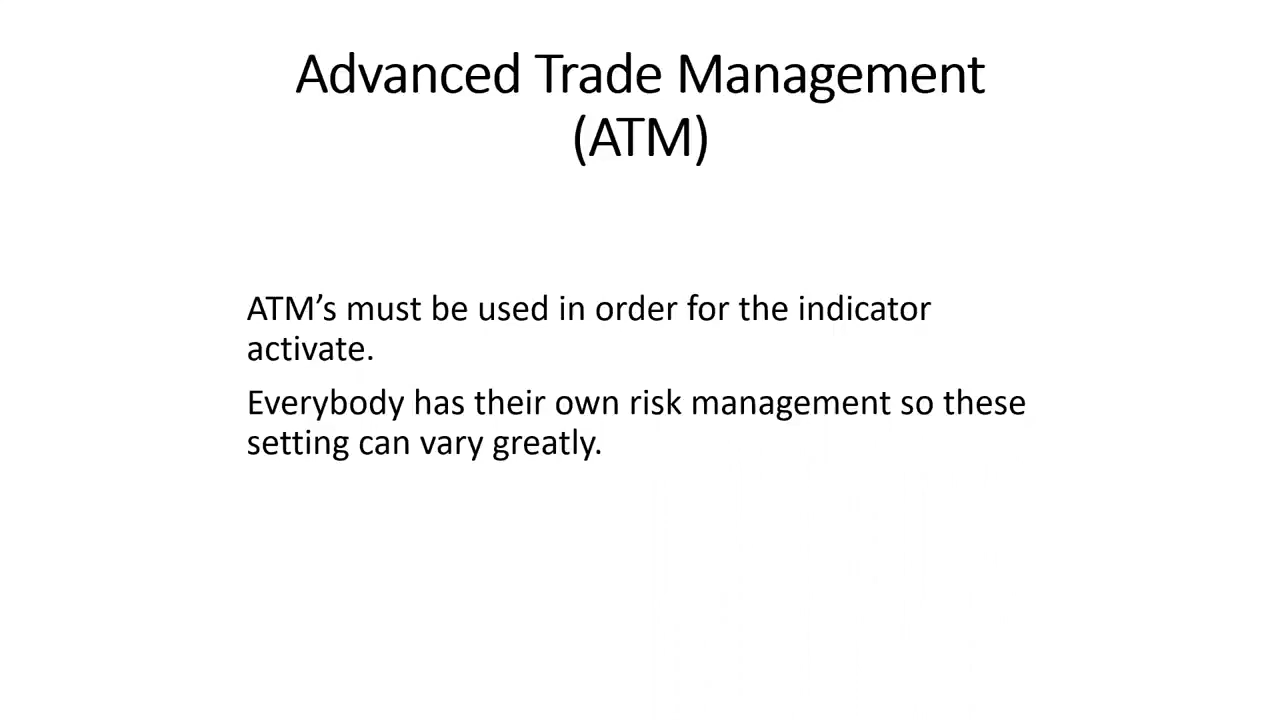 Advanced Trade Management
(ATM)
ATM’s must be used in order for the indicator
activate.
Everybody has their own risk management so these
setting can vary greatly.